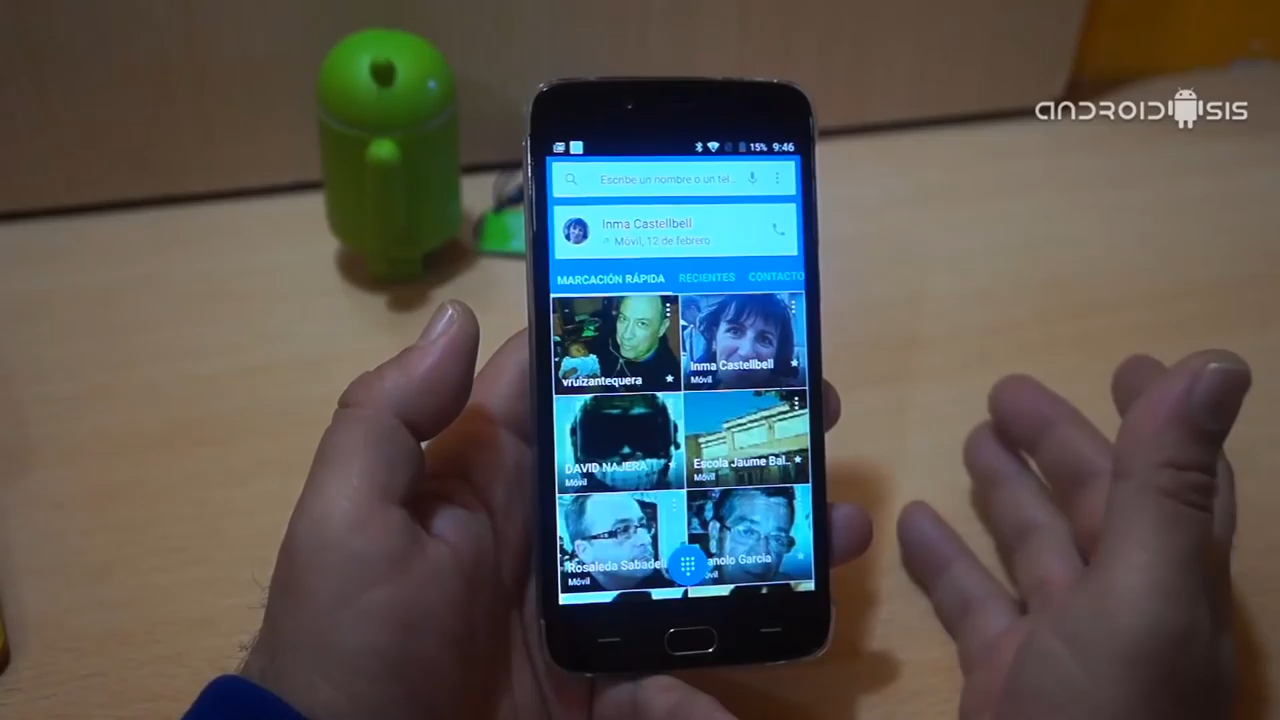 ANDROIDSIS
15% 9:46
Escribe un nombre o un tel..
Inma Castellbell
Móvil, 12 de febrero
MARCACIÓN RÁPIDA RECIENTES CONTACTO
vruizantequera
Inma Castellbell
Móvil
DAVID NAJERA
Móvil
Escola Jaume Bal..
Móvil
Rosaleda Sabadell
Móvil
anolo Garcia
óvil